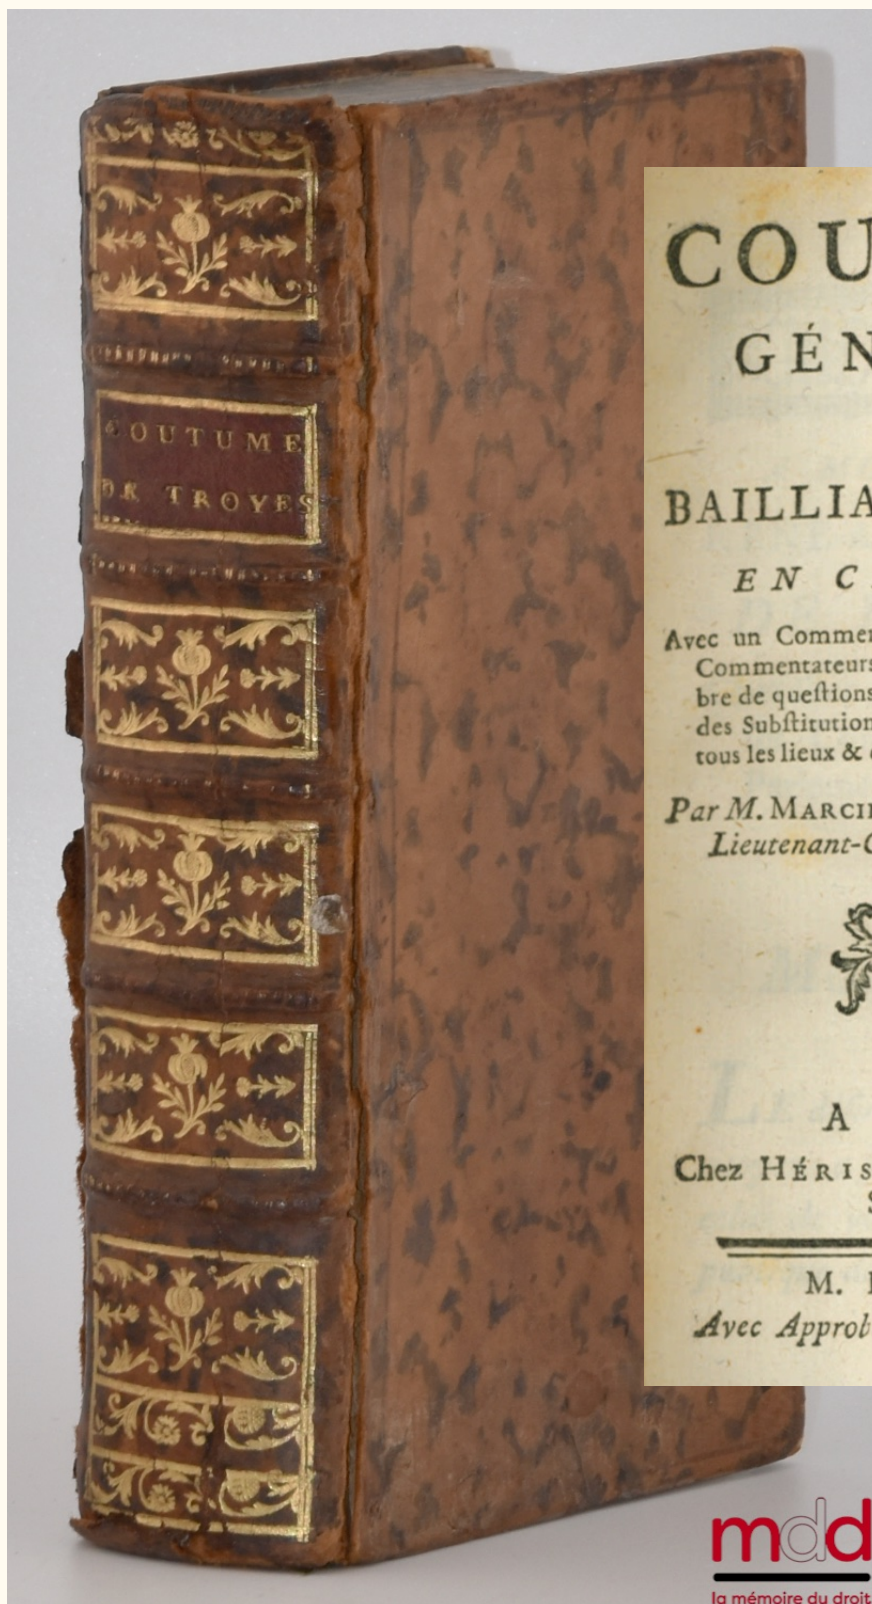 COUTUME
DE TROYES
COU
GÉN
BAILLIA
EN C
Avec un Commen
Commentateurs
bre de queſtions
des Subſtitution
tous les lieux &
Par M. MARCI
Lieutenant-
A
Chez HÉRIS
M.
Avec Approb
mdd
la mémoire du droit